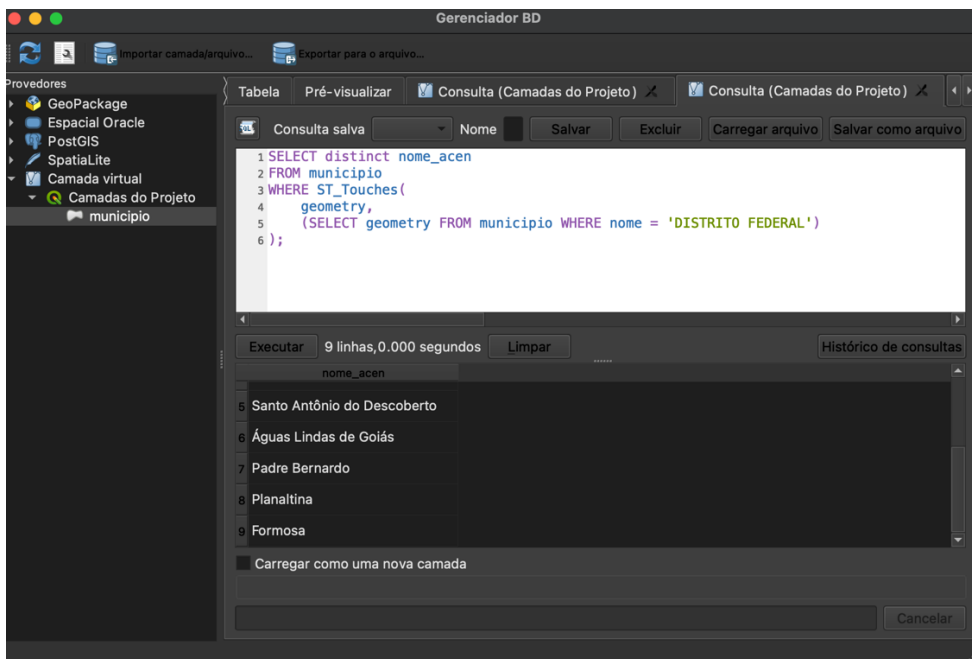 Gerenciador BD
Importar camada/arquivo...
Exportar para o arquivo...
Provedores
GeoPackage
Espacial Oracle
PostGIS
SpatiaLite
Camada virtual
Camadas do Projeto
municipio
Tabela
Pré-visualizar
Consulta (Camadas do Projeto)
Consulta (Camadas do Projeto)
Consulta salva
Nome
Salvar
Excluir
Carregar arquivo
Salvar como arquivo
1 SELECT distinct nome_acen
2 FROM municipio
3 WHERE ST_Touches(
4 geometry,
5 (SELECT geometry FROM municipio WHERE nome = 'DISTRITO FEDERAL')
6 );
Executar
9 linhas,0.000 segundos
Limpar
Histórico de consultas
nome_acen
5 Santo Antônio do Descoberto
6 Águas Lindas de Goiás
7 Padre Bernardo
8 Planaltina
9 Formosa
Carregar como uma nova camada
Cancelar